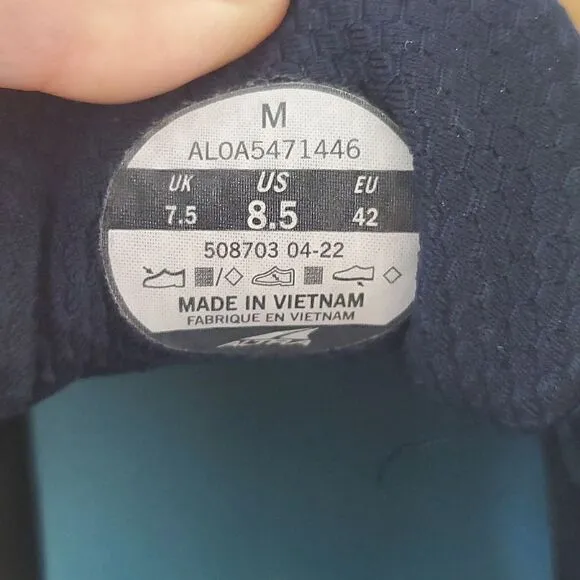 M
AL0A5471446
UK US EU
7.5 8.5 42
508703 04-22
MADE IN VIETNAM
FABRIQUE EN VIETNAM